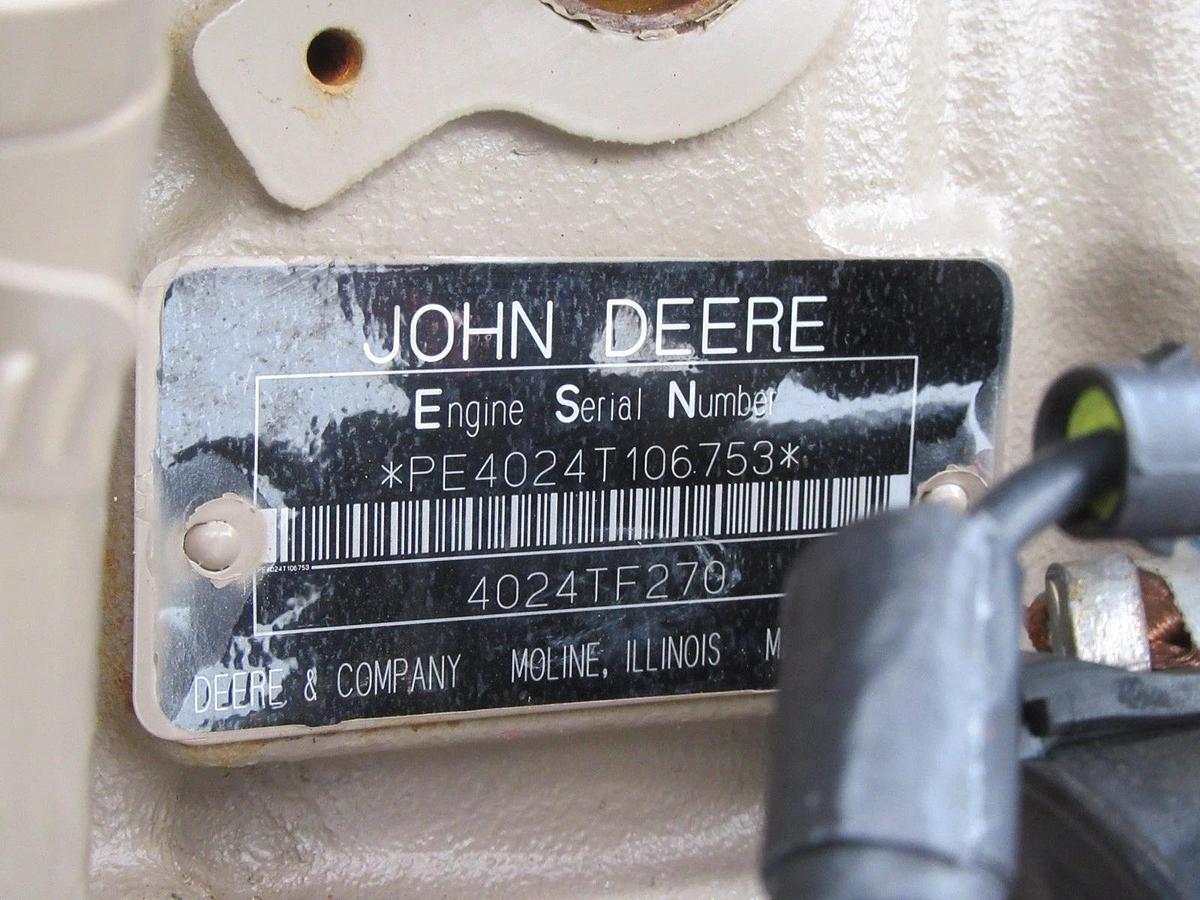 JOHN DEERE
Engine Serial Number
*PE4024T106753*
PE4024T106753
4024TF270
DEERE & COMPANY MOLINE, ILLINOIS